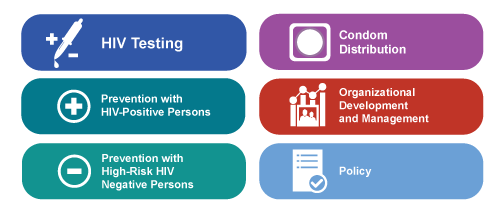 HIV Testing
Prevention with
HIV-Positive Persons
Prevention with
High-Risk HIV
Negative Persons
Condom
Distribution
Organizational
Development
and Management
Policy